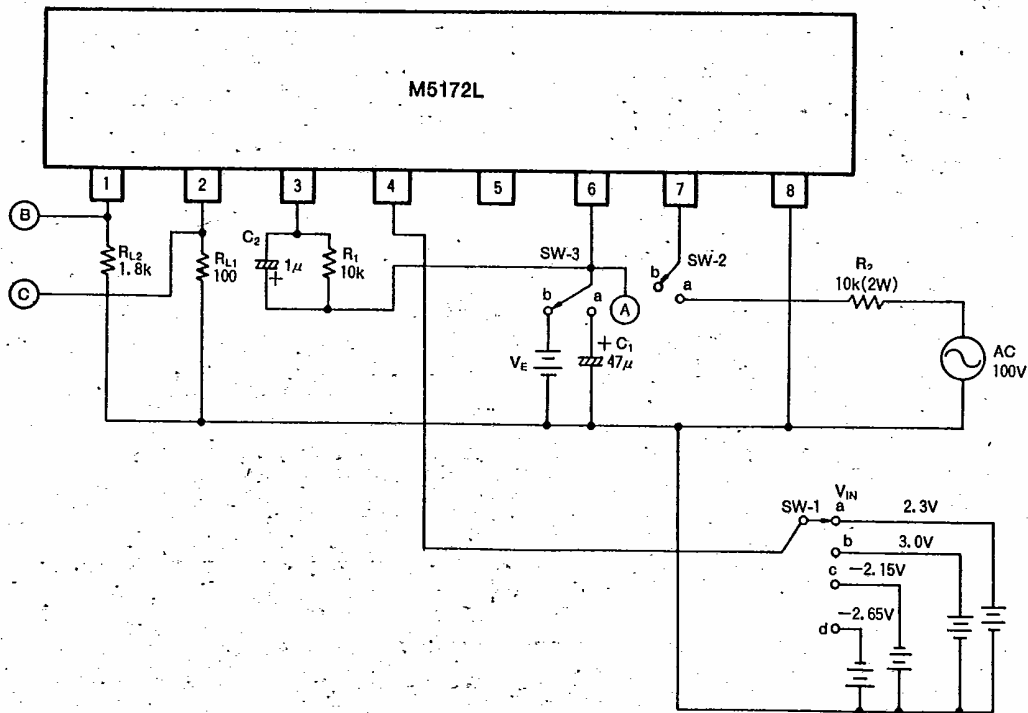 M5172L
1
2
3
4
5
6
7
8
B
C
A
RL2
1.8k
RL1
100
C2
1μ
+
R1
10k
SW-3
b
a
VE
+ C1
47μ
SW-2
b
a
R2
10k(2W)
AC
100V
SW-1
VIN
a
2.3V
b
3.0V
c
-2.15V
d
-2.65V